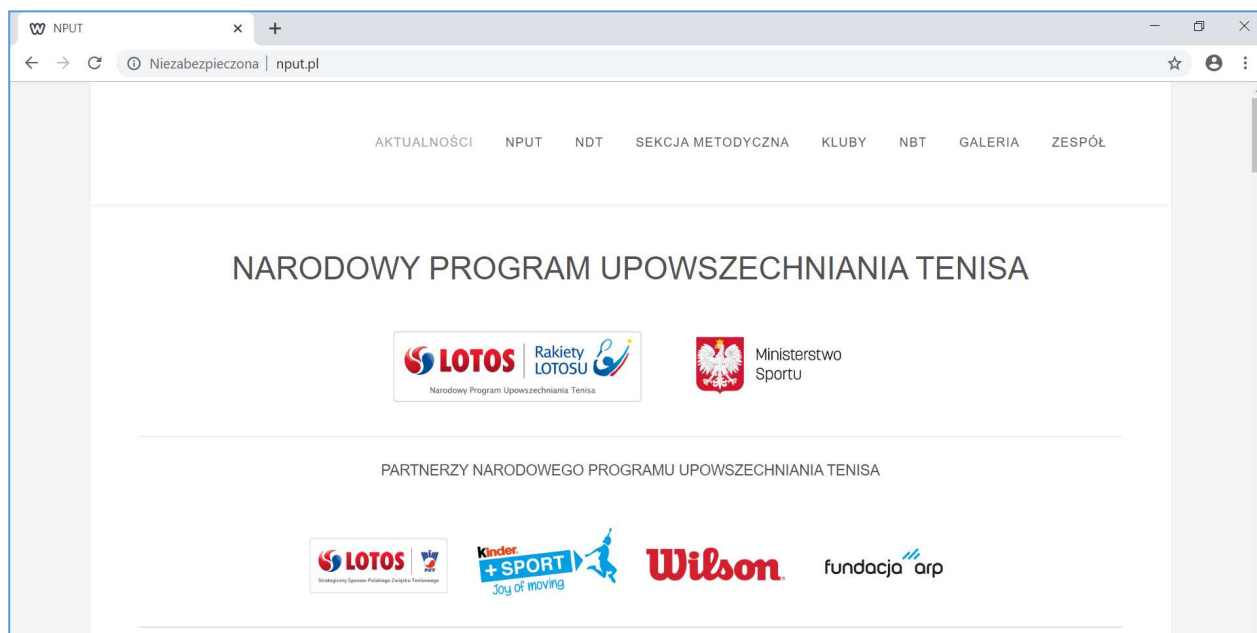 NPUT
Niezabezpieczona | nput.pl
AKTUALNOŚCI NPUT NDT SEKCJA METODYCZNA KLUBY NBT GALERIA ZESPÓŁ
NARODOWY PROGRAM UPOWSZECHNIANIA TENISA
LOTOS Rakiety LOTOSU
Narodowy Program Upowszechniania Tenisa
Ministerstwo
Sportu
PARTNERZY NARODOWEGO PROGRAMU UPOWSZECHNIANIA TENISA
LOTOS PZT
Strategiczny Sponsor Polskiego Związku Tenisowego
Kinder
+SPORT
Joy of moving
Wilson
fundacja arp